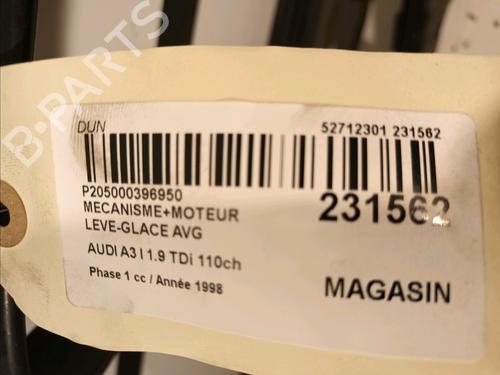 DUN
52712301 231562
P205000396950
231562
MECANISME+MOTEUR
LEVE-GLACE AVG
AUDI A3 I 1.9 TDi 110ch
Phase 1 cc / Année 1998
MAGASIN
B-PARTS